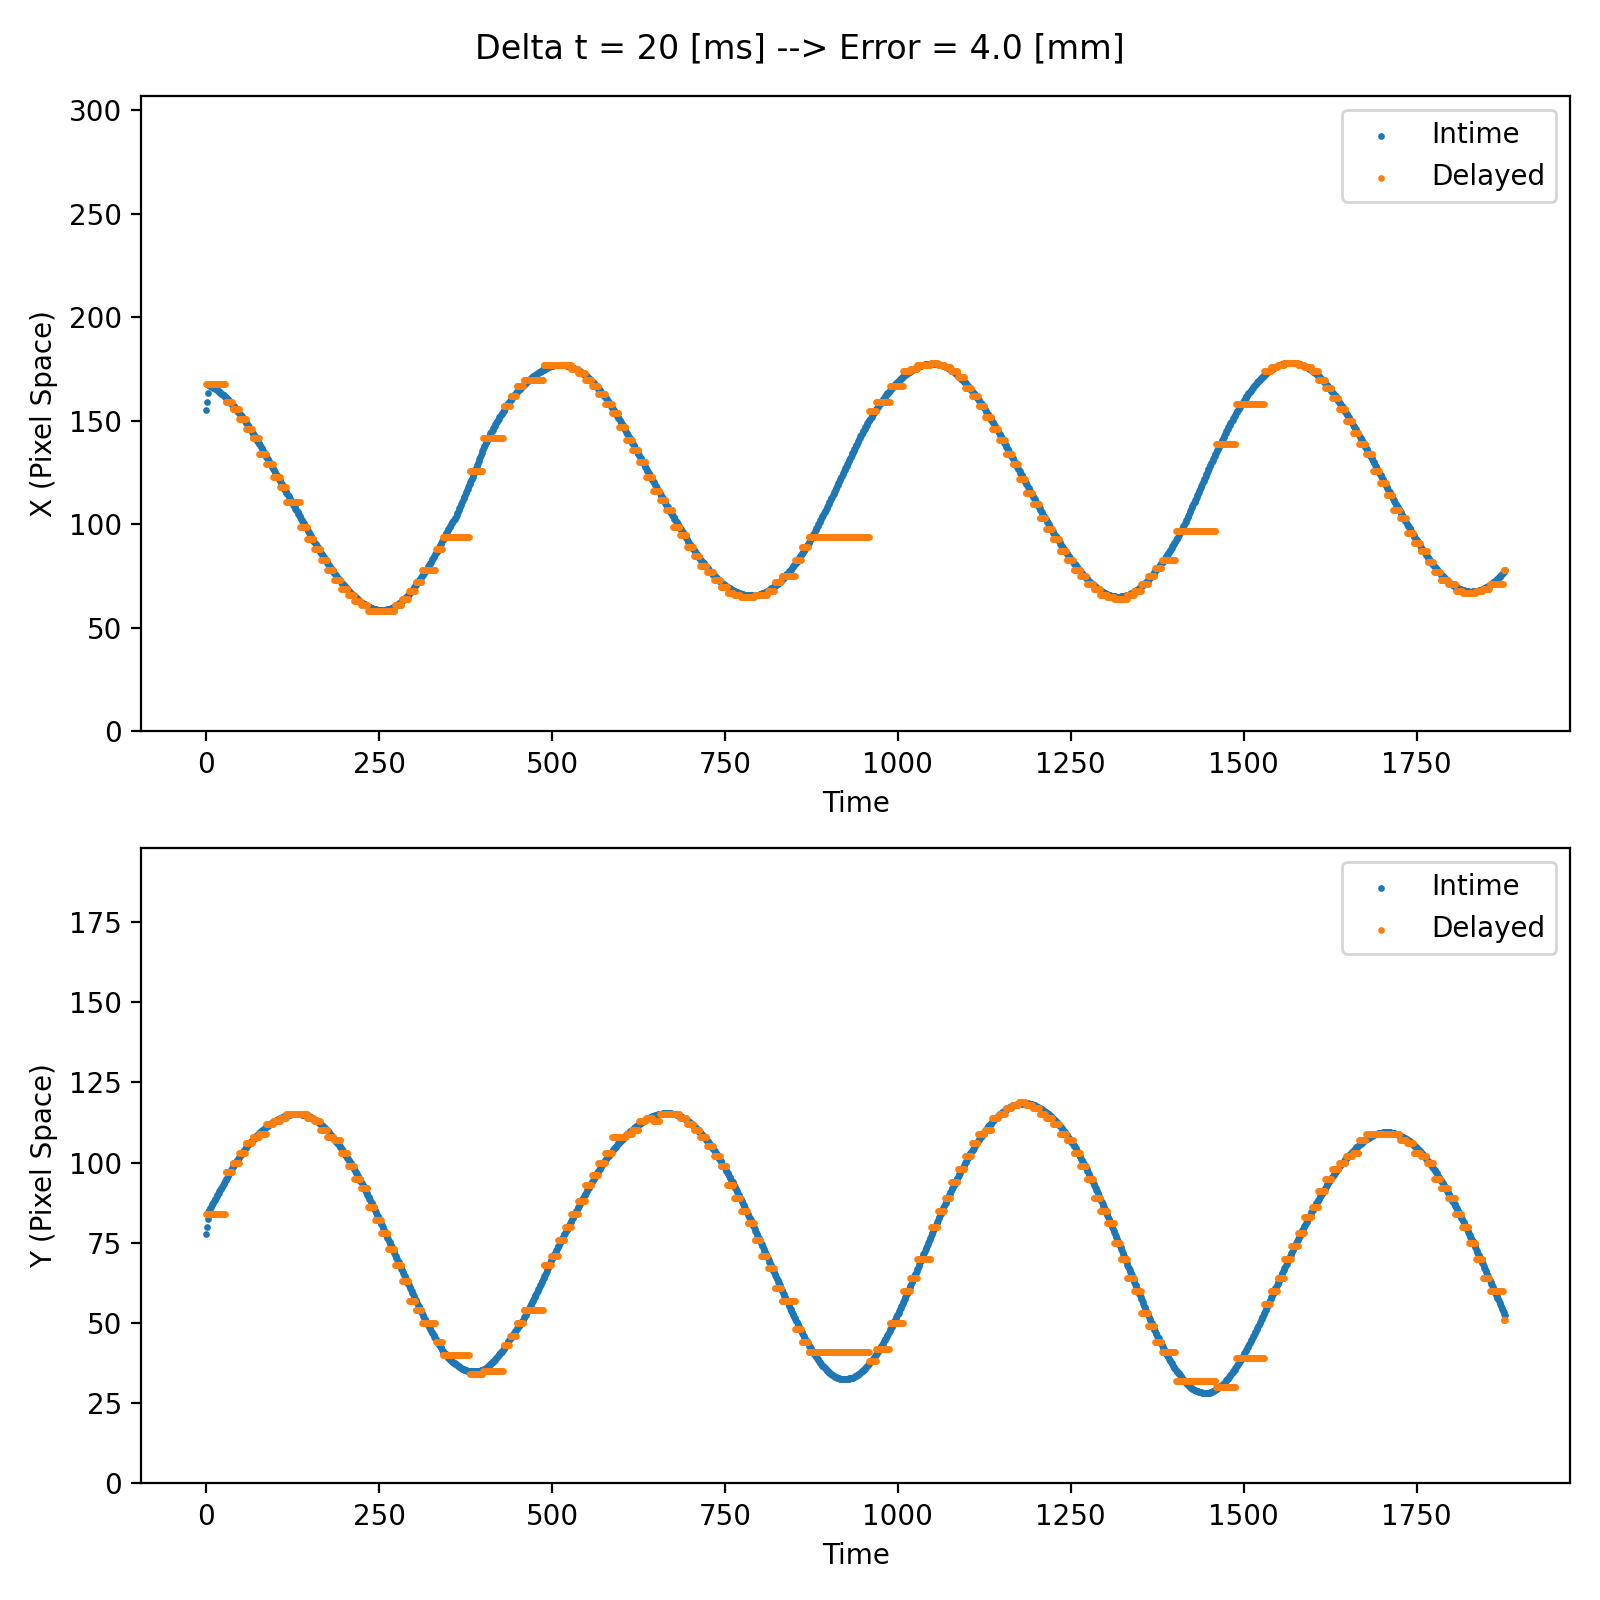 Delta t = 20 [ms] --> Error = 4.0 [mm]
300
250
200
150
100
50
0
X (Pixel Space)
Intime
Delayed
0 250 500 750 1000 1250 1500 1750
Time
175
150
125
100
75
50
25
0
Y (Pixel Space)
Intime
Delayed
0 250 500 750 1000 1250 1500 1750
Time